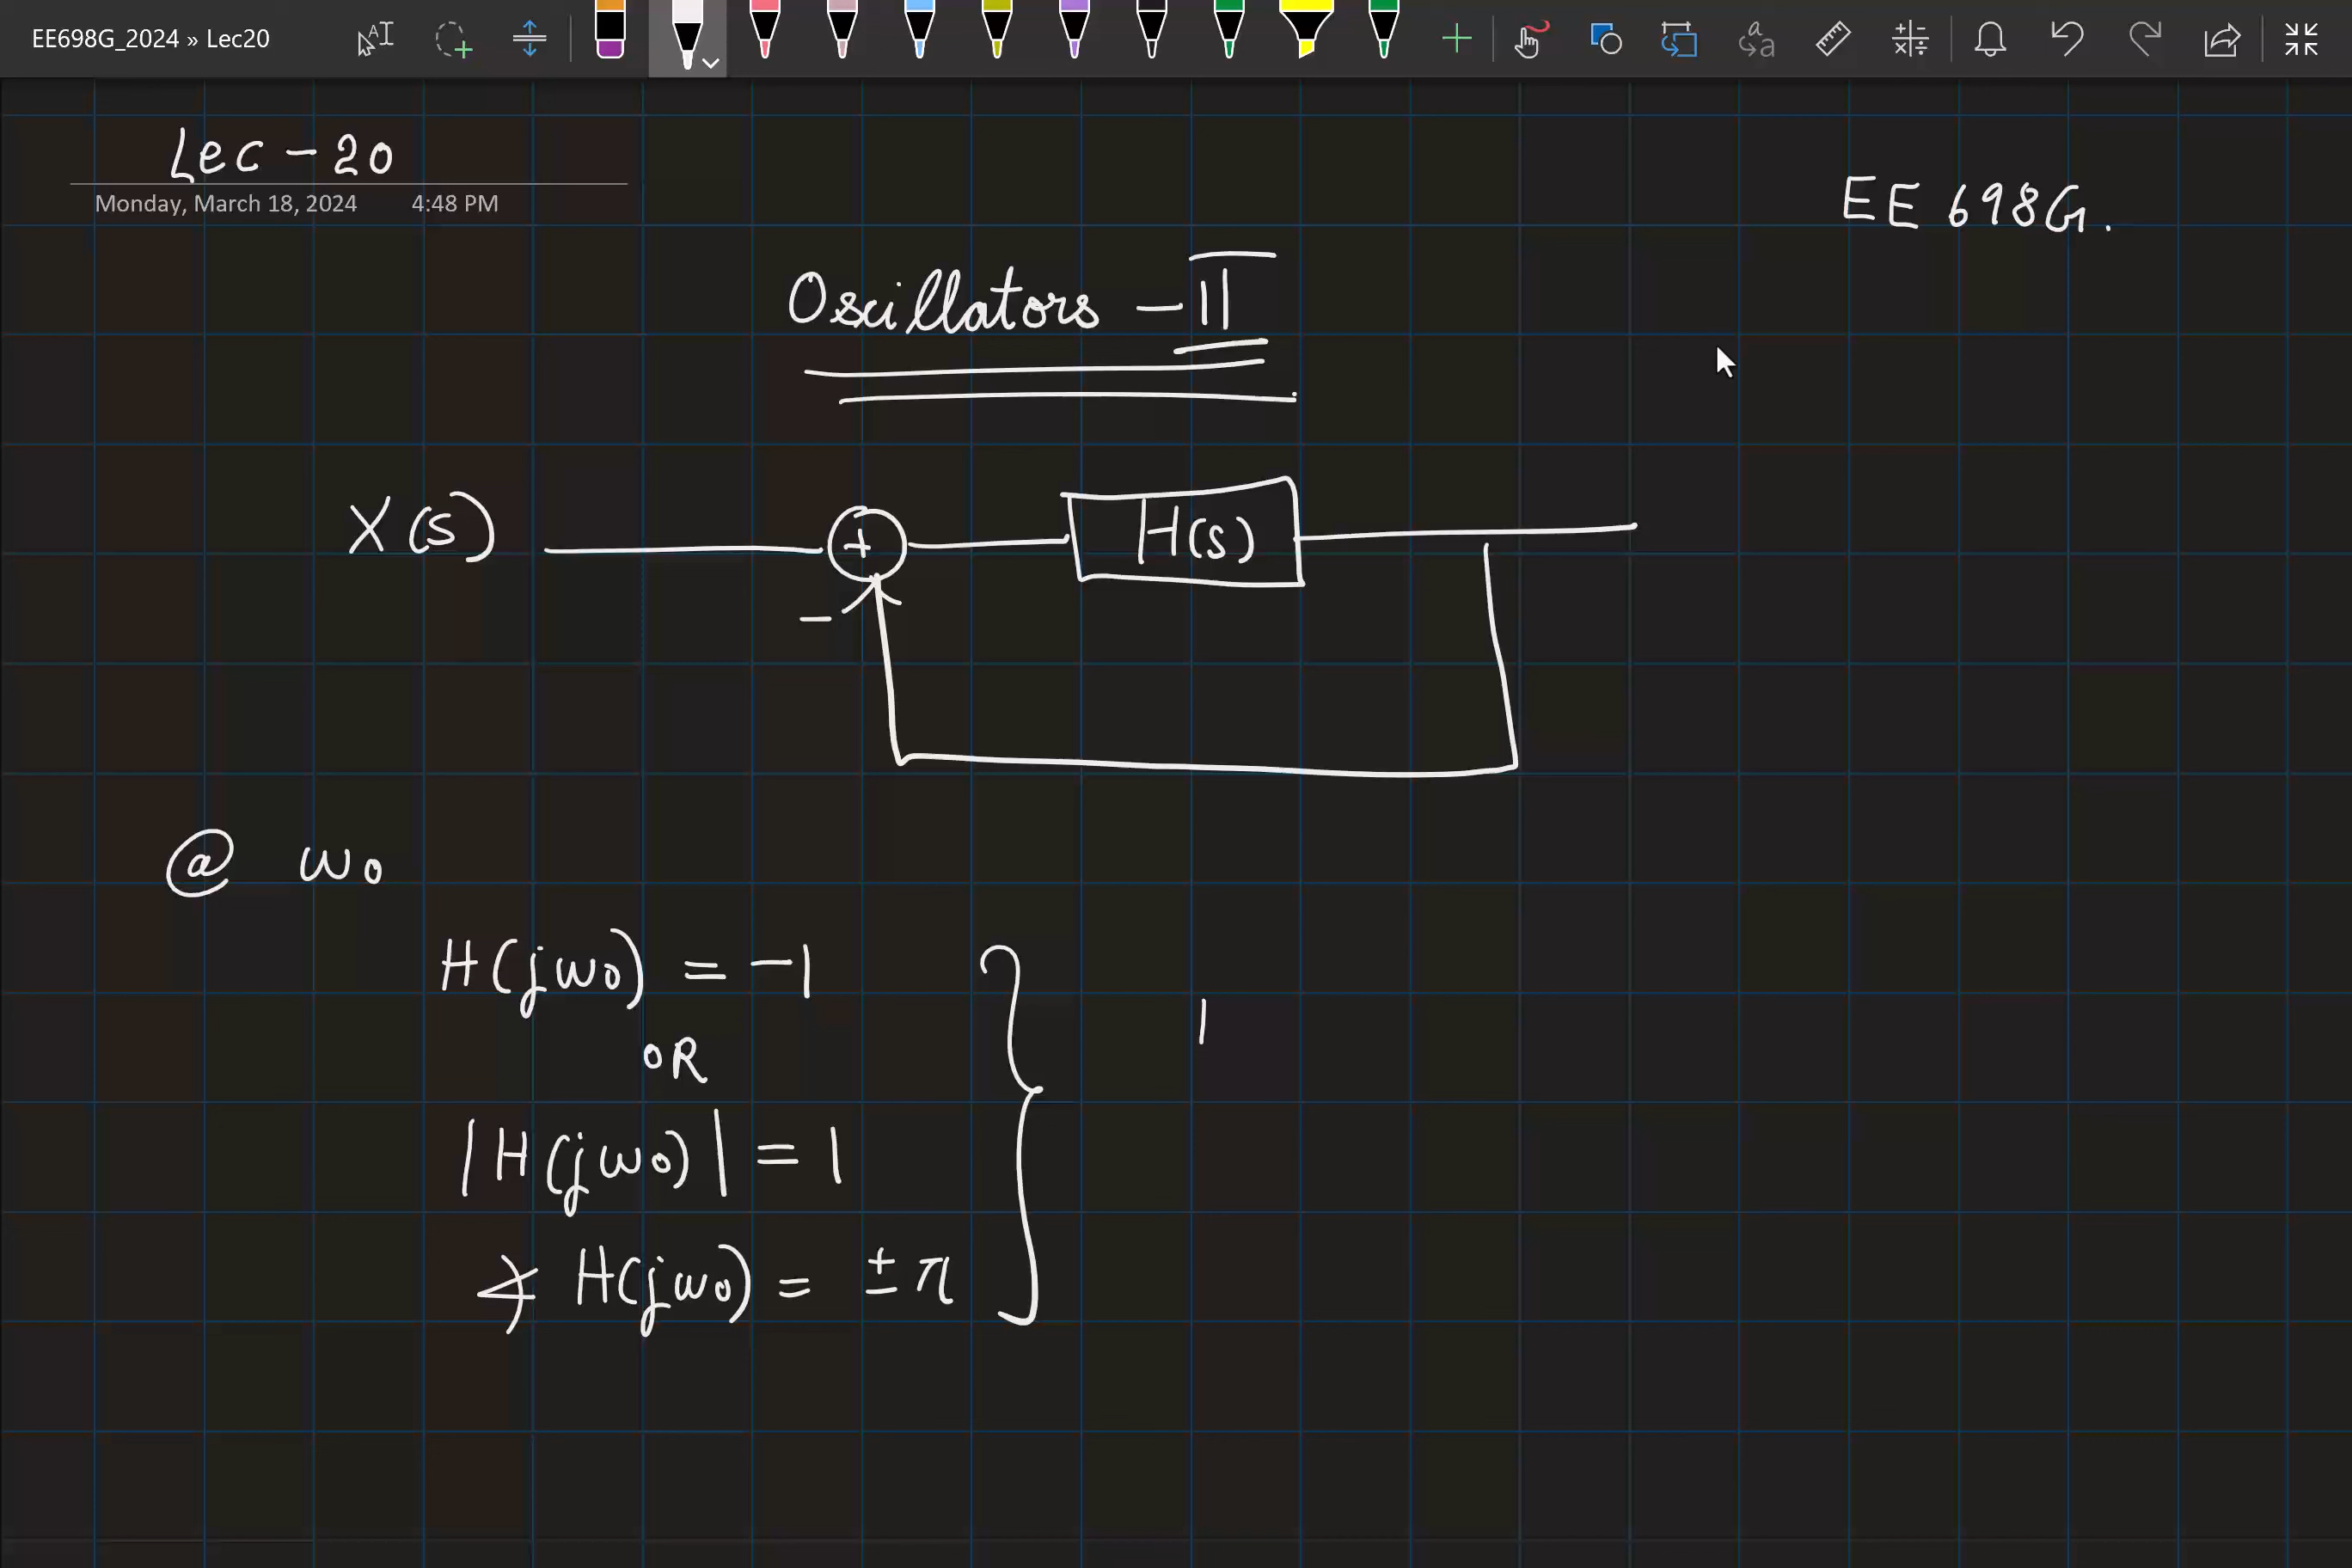 EE698G_2024 » Lec20
Lec - 20
Monday, March 18, 2024 4:48 PM
EE 698G.
Oscillators - II
X(s)
+
H(s)
-
@ ω0
H(jω0) = -1
OR
|H(jω0)| = 1
∡ H(jω0) = ± π